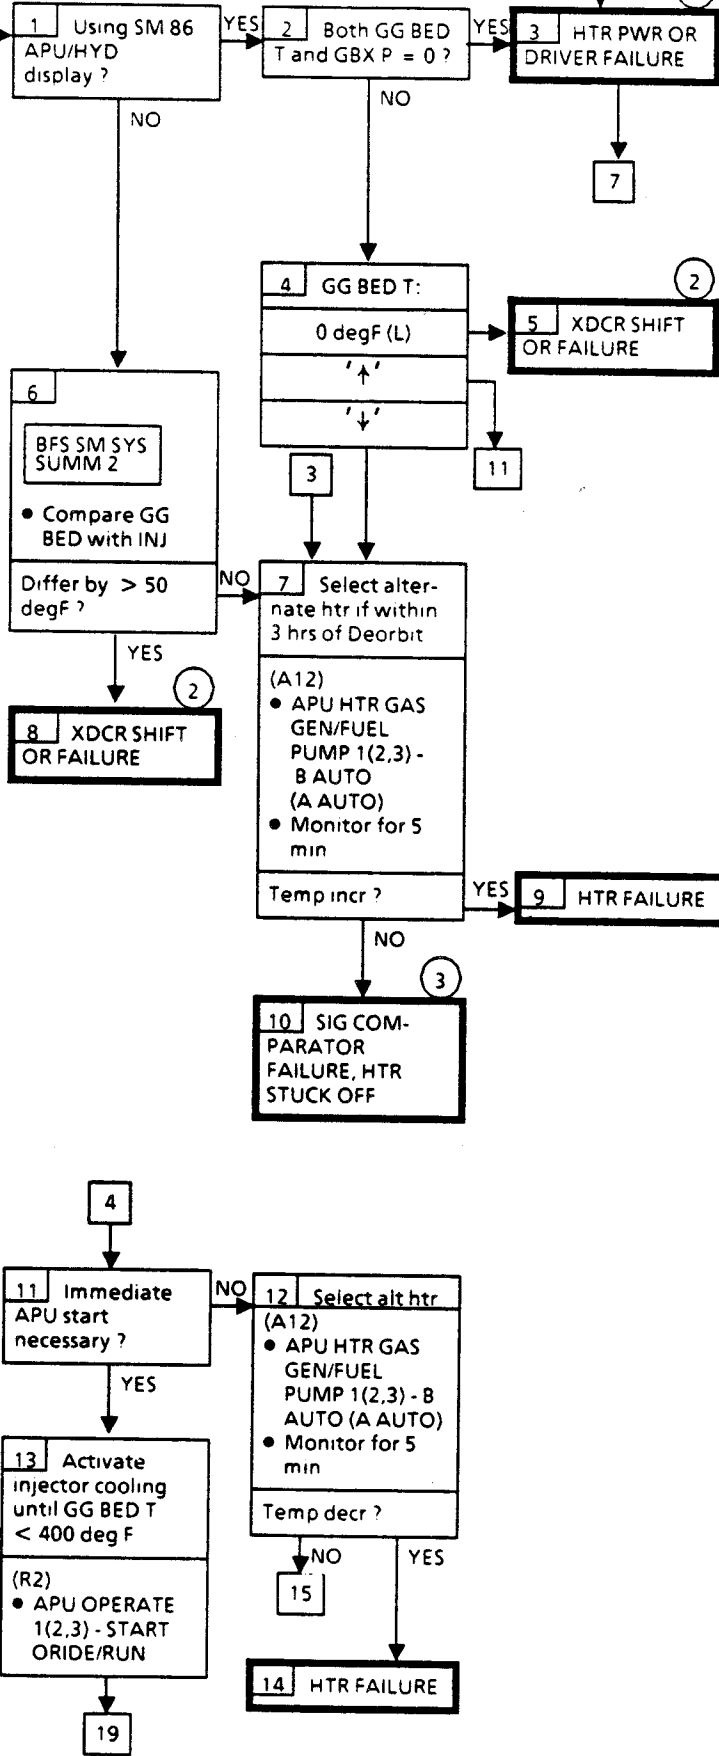 1 Using SM 86
APU/HYD
display ?
YES
2 Both GG BED
T and GBX P = 0 ?
YES
3 HTR PWR OR
DRIVER FAILURE
NO
NO
7
4 GG BED T:
0 degF (L)
'↑'
'↓'
2
5 XDCR SHIFT
OR FAILURE
11
6
BFS SM SYS
SUMM 2
● Compare GG
BED with INJ
Differ by > 50
degF ?
NO
YES
3
7 Select alter-
nate htr if within
3 hrs of Deorbit
(A12)
● APU HTR GAS
GEN/FUEL
PUMP 1(2,3) -
B AUTO
(A AUTO)
● Monitor for 5
min
Temp incr ?
2
8 XDCR SHIFT
OR FAILURE
YES
9 HTR FAILURE
NO
3
10 SIG COM-
PARATOR
FAILURE, HTR
STUCK OFF
4
11 Immediate
APU start
necessary ?
NO
YES
12 Select alt htr
(A12)
● APU HTR GAS
GEN/FUEL
PUMP 1(2,3) - B
AUTO (A AUTO)
● Monitor for 5
min
Temp decr ?
NO
YES
15
14 HTR FAILURE
13 Activate
injector cooling
until GG BED T
< 400 deg F
(R2)
● APU OPERATE
1(2,3) - START
ORIDE/RUN
19